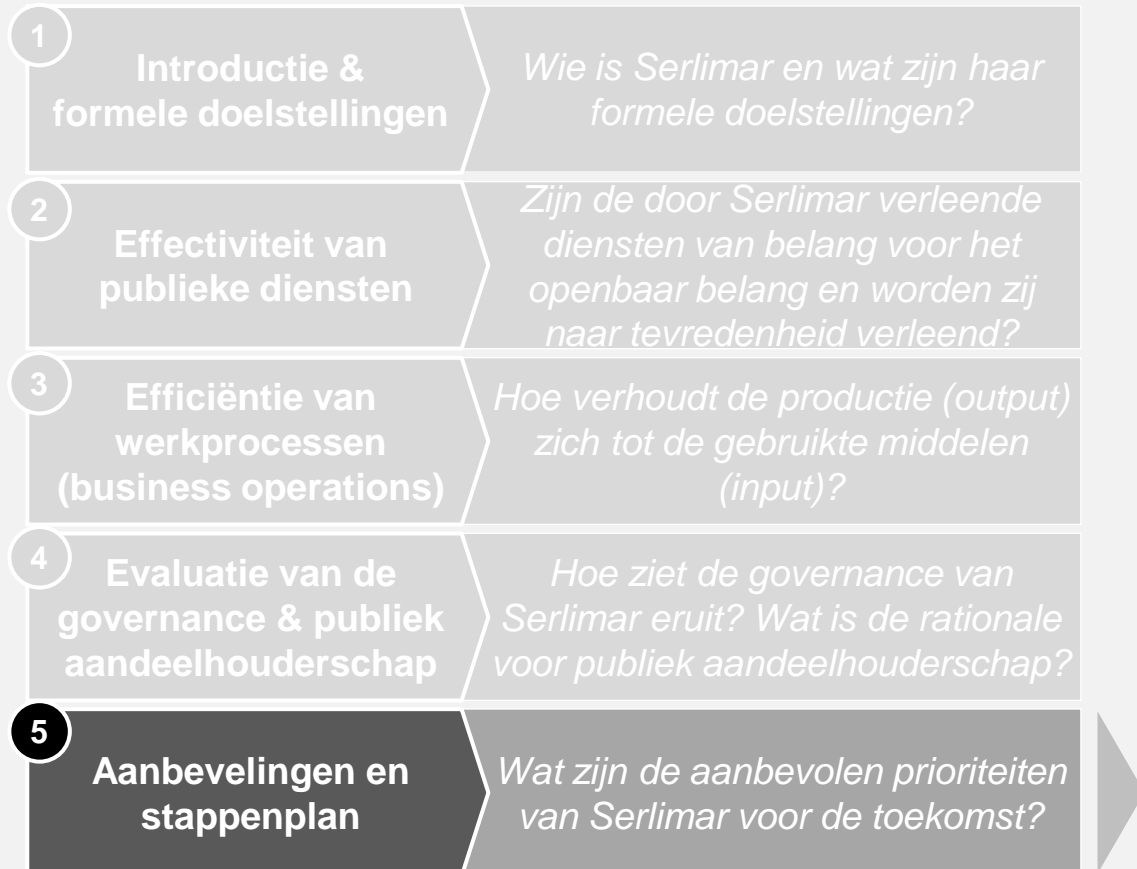 1
Introductie &
formele doelstellingen
Wie is Serlimar en wat zijn haar
formele doelstellingen?
2
Effectiviteit van
publieke diensten
Zijn de door Serlimar verleende
diensten van belang voor het
openbaar belang en worden zij
naar tevredenheid verleend?
3
Efficiëntie van
werkprocessen
(business operations)
Hoe verhoudt de productie (output)
zich tot de gebruikte middelen
(input)?
4
Evaluatie van de
governance & publiek
aandeelhouderschap
Hoe ziet de governance van
Serlimar eruit? Wat is de rationale
voor publiek aandeelhouderschap?
5
Aanbevelingen en
stappenplan
Wat zijn de aanbevolen prioriteiten
van Serlimar voor de toekomst?